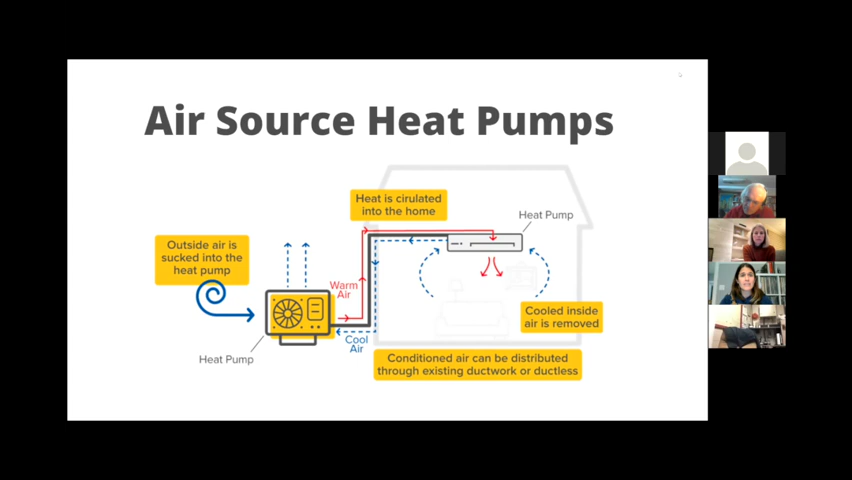 Air Source Heat Pumps
Heat is cirulated
into the home
Heat Pump
Outside air is
sucked into the
heat pump
Warm
Air
Cooled inside
air is removed
Cool
Air
Heat Pump
Conditioned air can be distributed
through existing ductwork or ductless